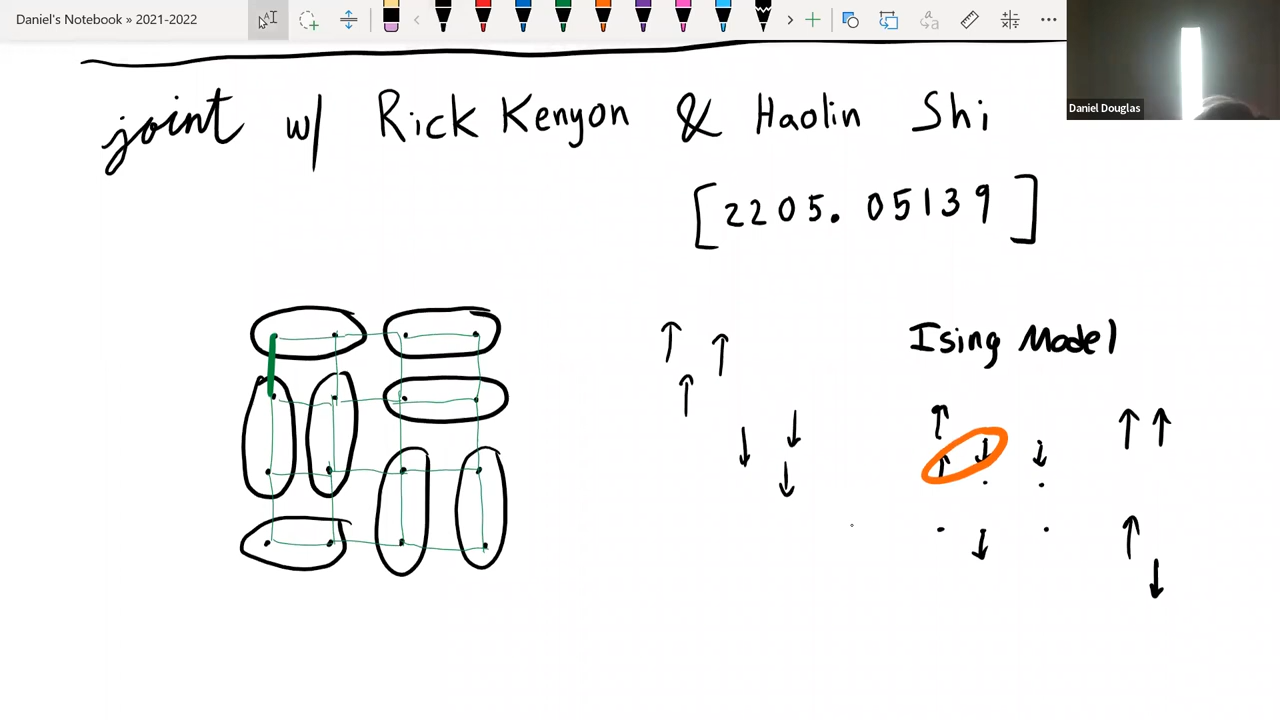 Daniel's Notebook » 2021-2022
Daniel Douglas
joint w/ Rick Kenyon & Haolin Shi
[2205.05139]
Ising Model